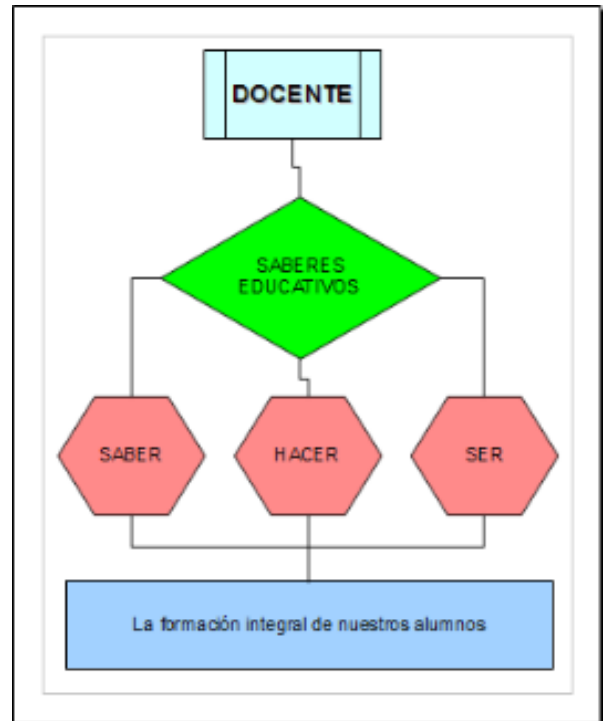 DOCENTE
SABERES
EDUCATIVOS
SABER
HACER
SER
La formación integral de nuestros alumnos